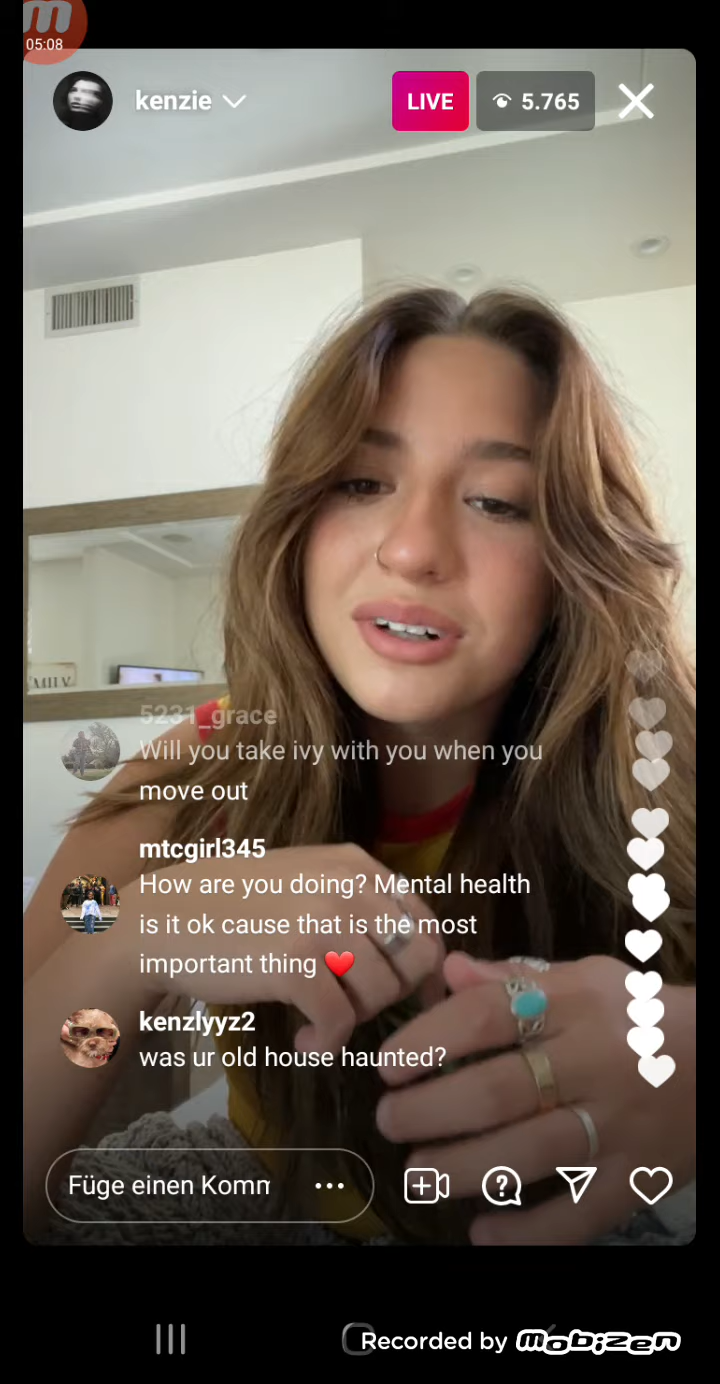 05:08
kenzie
LIVE
5.765
MILY
5231_grace
Will you take ivy with you when you
move out
mtcgirl345
How are you doing? Mental health
is it ok cause that is the most
important thing ❤️
kenzlyyz2
was ur old house haunted?
Füge einen Komm
Recorded by mobizen